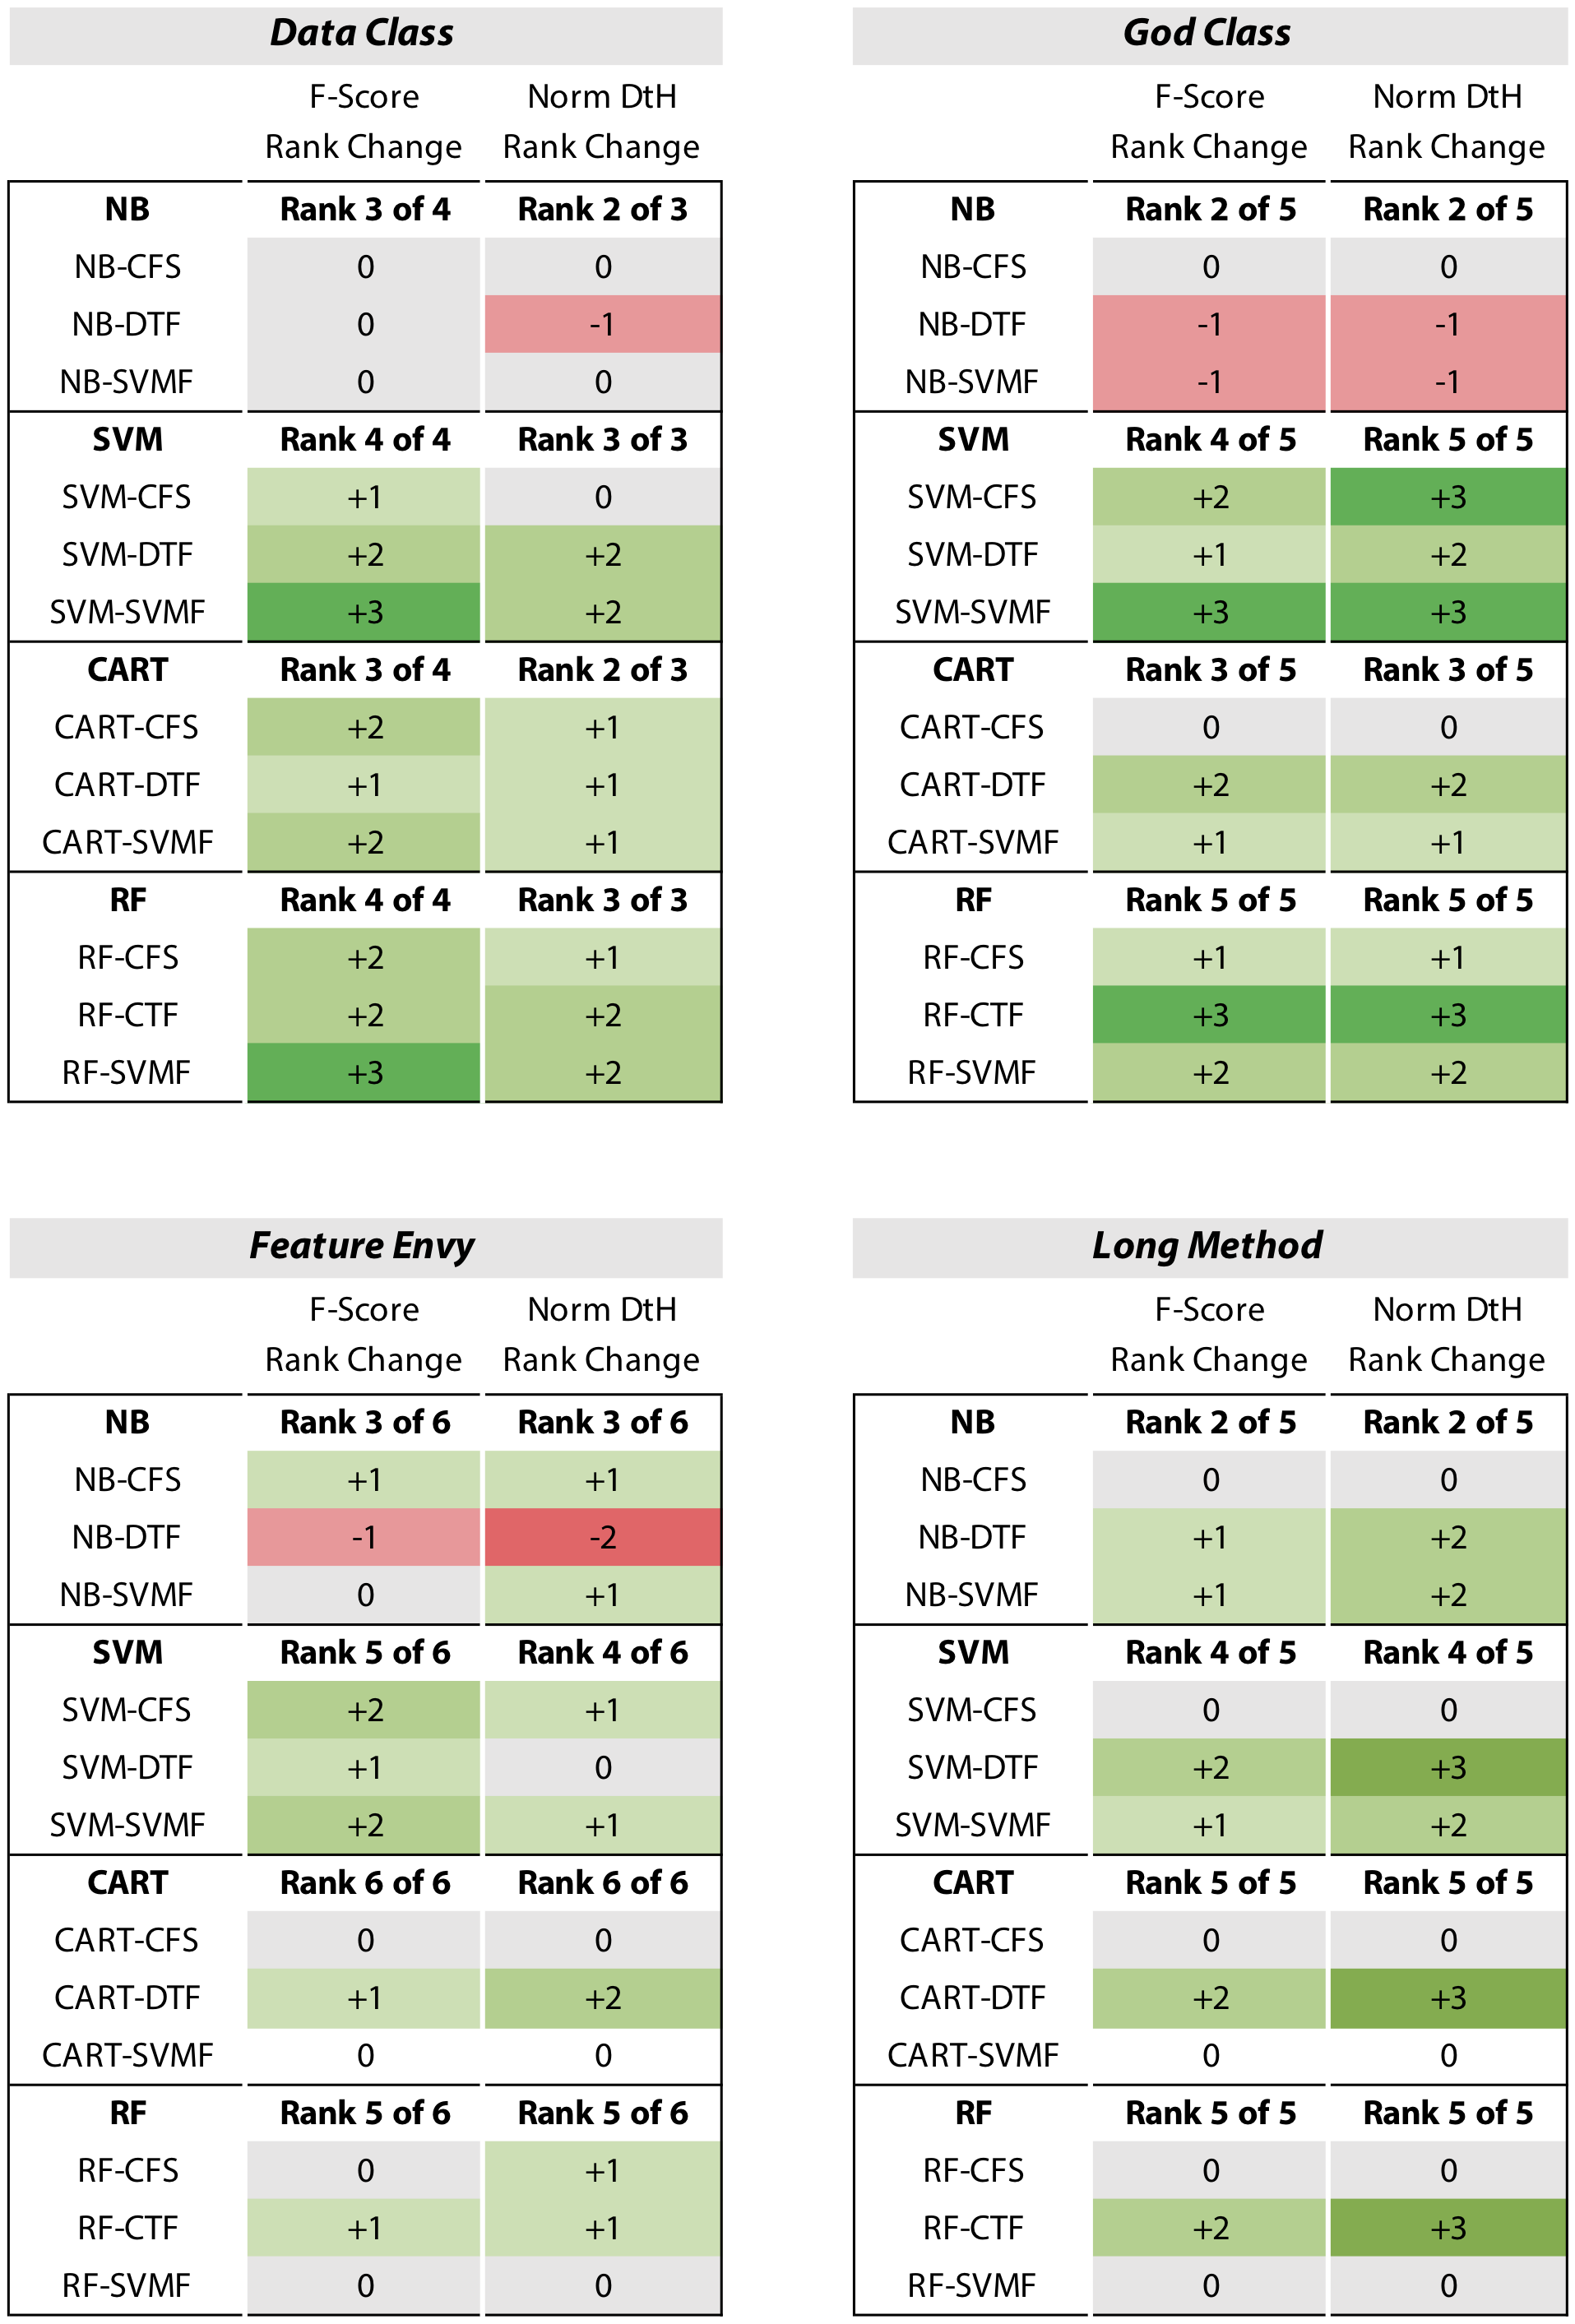 Data Class
F-Score Norm DtH
Rank Change Rank Change
NB Rank 3 of 4 Rank 2 of 3
NB-CFS 0 0
NB-DTF 0 -1
NB-SVMF 0 0
SVM Rank 4 of 4 Rank 3 of 3
SVM-CFS +1 0
SVM-DTF +2 +2
SVM-SVMF +3 +2
CART Rank 3 of 4 Rank 2 of 3
CART-CFS +2 +1
CART-DTF +1 +1
CART-SVMF +2 +1
RF Rank 4 of 4 Rank 3 of 3
RF-CFS +2 +1
RF-CTF +2 +2
RF-SVMF +3 +2
God Class
F-Score Norm DtH
Rank Change Rank Change
NB Rank 2 of 5 Rank 2 of 5
NB-CFS 0 0
NB-DTF -1 -1
NB-SVMF -1 -1
SVM Rank 4 of 5 Rank 5 of 5
SVM-CFS +2 +3
SVM-DTF +1 +2
SVM-SVMF +3 +3
CART Rank 3 of 5 Rank 3 of 5
CART-CFS 0 0
CART-DTF +2 +2
CART-SVMF +1 +1
RF Rank 5 of 5 Rank 5 of 5
RF-CFS +1 +1
RF-CTF +3 +3
RF-SVMF +2 +2
Feature Envy
F-Score Norm DtH
Rank Change Rank Change
NB Rank 3 of 6 Rank 3 of 6
NB-CFS +1 +1
NB-DTF -1 -2
NB-SVMF 0 +1
SVM Rank 5 of 6 Rank 4 of 6
SVM-CFS +2 +1
SVM-DTF +1 0
SVM-SVMF +2 +1
CART Rank 6 of 6 Rank 6 of 6
CART-CFS 0 0
CART-DTF +1 +2
CART-SVMF 0 0
RF Rank 5 of 6 Rank 5 of 6
RF-CFS 0 +1
RF-CTF +1 +1
RF-SVMF 0 0
Long Method
F-Score Norm DtH
Rank Change Rank Change
NB Rank 2 of 5 Rank 2 of 5
NB-CFS 0 0
NB-DTF +1 +2
NB-SVMF +1 +2
SVM Rank 4 of 5 Rank 4 of 5
SVM-CFS 0 0
SVM-DTF +2 +3
SVM-SVMF +1 +2
CART Rank 5 of 5 Rank 5 of 5
CART-CFS 0 0
CART-DTF +2 +3
CART-SVMF 0 0
RF Rank 5 of 5 Rank 5 of 5
RF-CFS 0 0
RF-CTF +2 +3
RF-SVMF 0 0